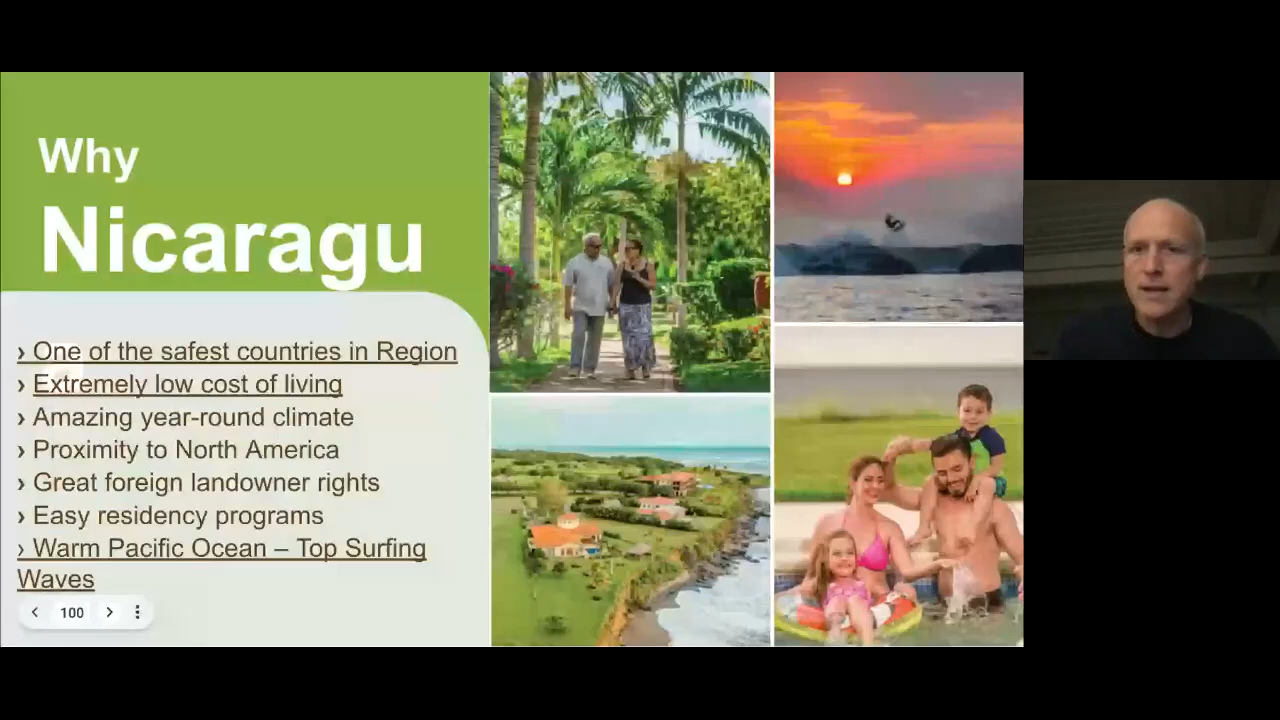 Why
Nicaragu
› One of the safest countries in Region
› Extremely low cost of living
› Amazing year-round climate
› Proximity to North America
› Great foreign landowner rights
› Easy residency programs
› Warm Pacific Ocean – Top Surfing
Waves
100